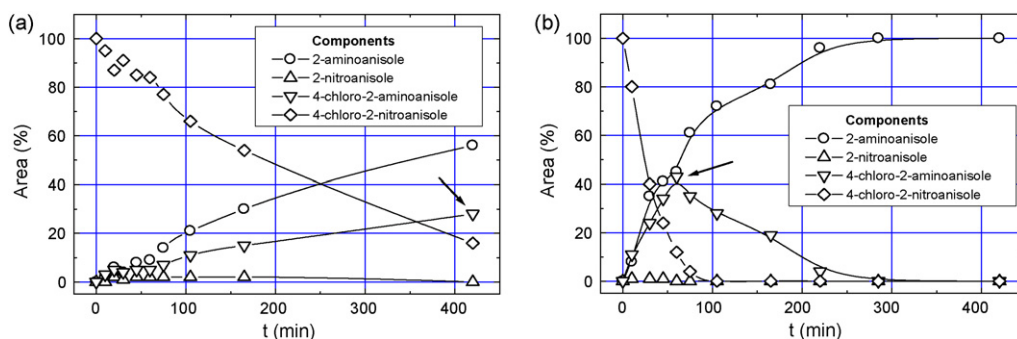 (a)
Components
2-aminoanisole
2-nitroanisole
4-chloro-2-aminoanisole
4-chloro-2-nitroanisole
100
80
60
40
20
0
Area (%)
0 100 200 300 400
t (min)
(b)
Components
2-aminoanisole
2-nitroanisole
4-chloro-2-aminoanisole
4-chloro-2-nitroanisole
100
80
60
40
20
0
Area (%)
0 100 200 300 400
t (min)